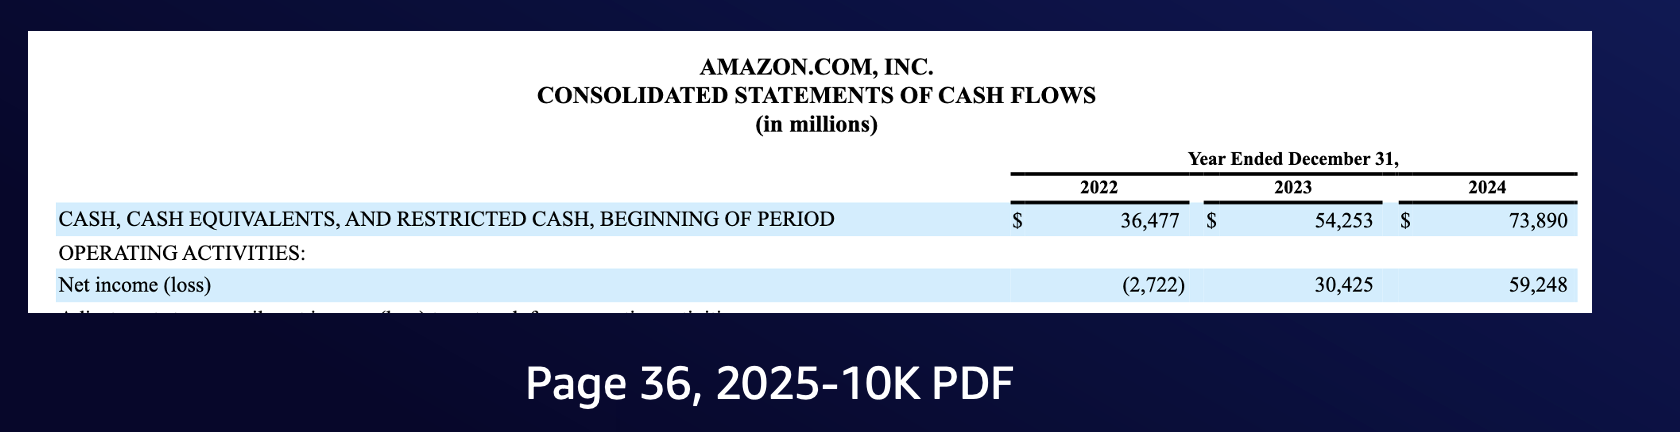 AMAZON.COM, INC.
CONSOLIDATED STATEMENTS OF CASH FLOWS
(in millions)
Year Ended December 31,
2022 2023 2024
CASH, CASH EQUIVALENTS, AND RESTRICTED CASH, BEGINNING OF PERIOD $ 36,477 $ 54,253 $ 73,890
OPERATING ACTIVITIES:
Net income (loss) (2,722) 30,425 59,248
Page 36, 2025-10K PDF